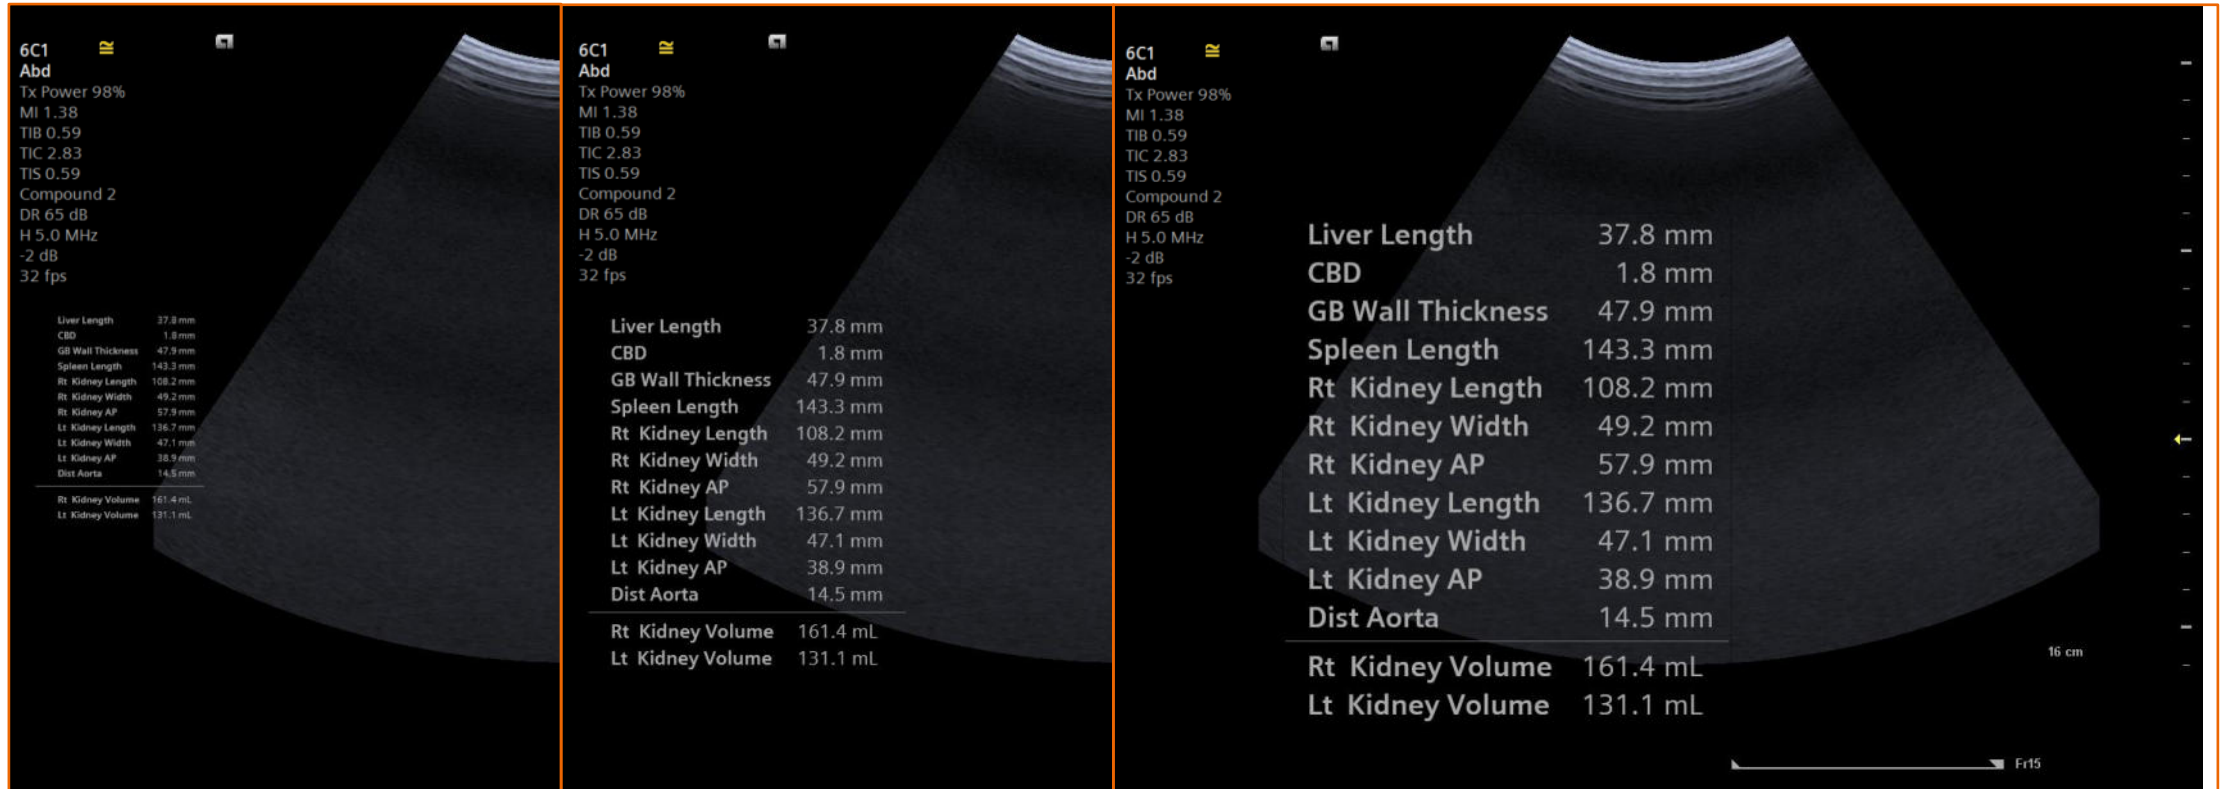 6C1 ≅
Abd
Tx Power 98%
MI 1.38
TIB 0.59
TIC 2.83
TIS 0.59
Compound 2
DR 65 dB
H 5.0 MHz
-2 dB
32 fps
Liver Length 37.8 mm
CBD 1.8 mm
GB Wall Thickness 47.9 mm
Spleen Length 143.3 mm
Rt Kidney Length 108.2 mm
Rt Kidney Width 49.2 mm
Rt Kidney AP 57.9 mm
Lt Kidney Length 136.7 mm
Lt Kidney Width 47.1 mm
Lt Kidney AP 38.9 mm
Dist Aorta 14.5 mm
Rt Kidney Volume 161.4 mL
Lt Kidney Volume 131.1 mL
6C1 ≅
Abd
Tx Power 98%
MI 1.38
TIB 0.59
TIC 2.83
TIS 0.59
Compound 2
DR 65 dB
H 5.0 MHz
-2 dB
32 fps
Liver Length 37.8 mm
CBD 1.8 mm
GB Wall Thickness 47.9 mm
Spleen Length 143.3 mm
Rt Kidney Length 108.2 mm
Rt Kidney Width 49.2 mm
Rt Kidney AP 57.9 mm
Lt Kidney Length 136.7 mm
Lt Kidney Width 47.1 mm
Lt Kidney AP 38.9 mm
Dist Aorta 14.5 mm
Rt Kidney Volume 161.4 mL
Lt Kidney Volume 131.1 mL
6C1 ≅
Abd
Tx Power 98%
MI 1.38
TIB 0.59
TIC 2.83
TIS 0.59
Compound 2
DR 65 dB
H 5.0 MHz
-2 dB
32 fps
Liver Length 37.8 mm
CBD 1.8 mm
GB Wall Thickness 47.9 mm
Spleen Length 143.3 mm
Rt Kidney Length 108.2 mm
Rt Kidney Width 49.2 mm
Rt Kidney AP 57.9 mm
Lt Kidney Length 136.7 mm
Lt Kidney Width 47.1 mm
Lt Kidney AP 38.9 mm
Dist Aorta 14.5 mm
Rt Kidney Volume 161.4 mL
Lt Kidney Volume 131.1 mL
16 cm
Fr15